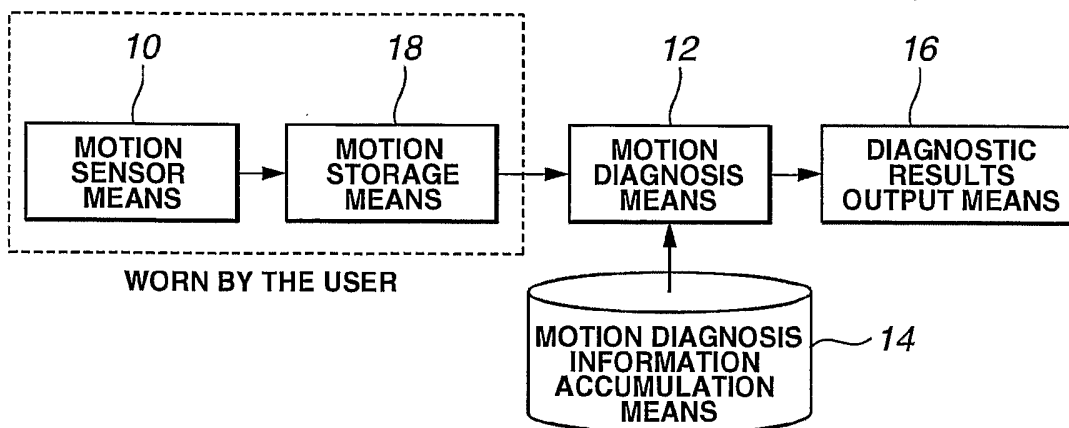 10
18
12
16
MOTION
SENSOR
MEANS
MOTION
STORAGE
MEANS
MOTION
DIAGNOSIS
MEANS
DIAGNOSTIC
RESULTS
OUTPUT MEANS
WORN BY THE USER
MOTION DIAGNOSIS
INFORMATION
ACCUMULATION
MEANS
14